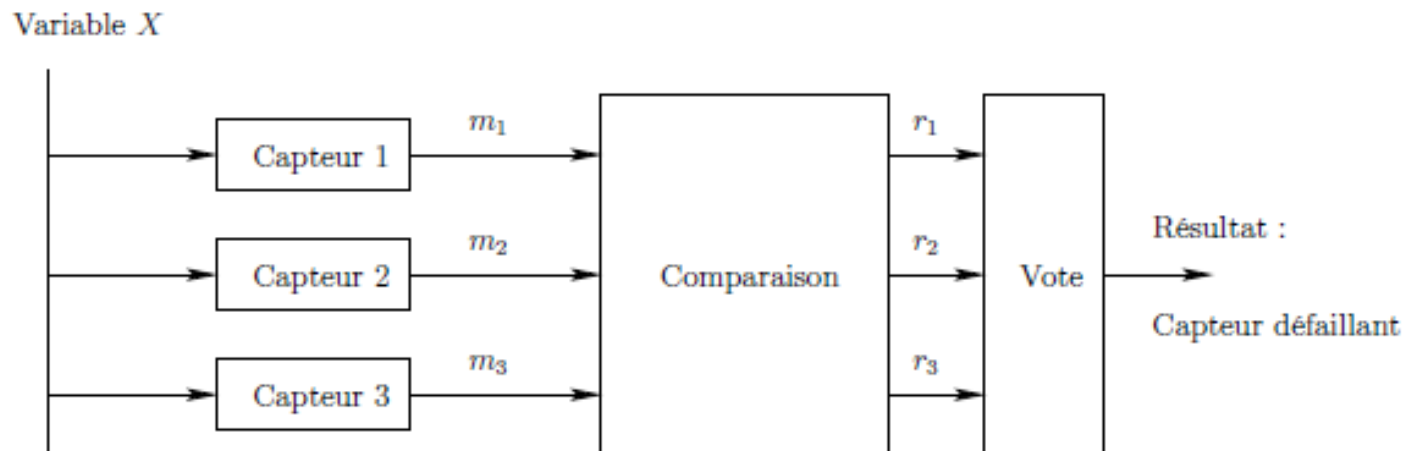 Variable X
Capteur 1
m₁
r₁
Capteur 2
m₂
Comparaison
r₂
Vote
Résultat :
Capteur défaillant
Capteur 3
m₃
r₃